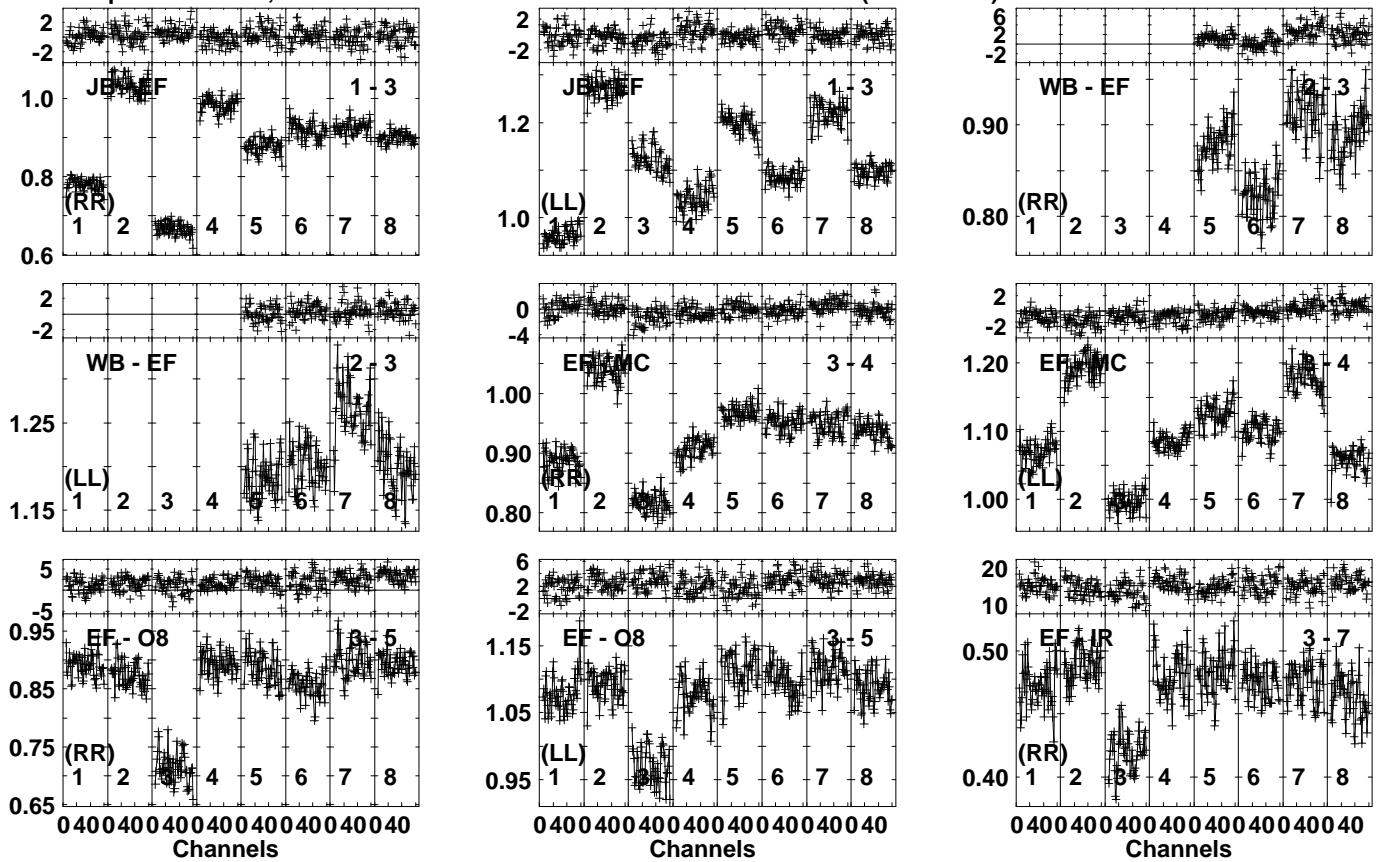 2
-2
JB - EF 1 - 3
1.0
0.8
(RR)
1 2 3 4 5 6 7 8
0.6
2
-2
JB - EF 1 - 3
1.2
(LL)
1.0
1 2 3 4 5 6 7 8
6
2
-2
WB - EF 2 - 3
0.90
(RR)
0.80
1 2 3 4 5 6 7 8
2
-2
WB - EF 2 - 3
1.25
(LL)
1 2 3 4 5 6 7 8
1.15
0
-4
EF - MC 3 - 4
1.00
0.90
(RR)
1 2 3 4 5 6 7 8
0.80
2
-2
EF - MC 3 - 4
1.20
1.10
(LL)
1.00
1 2 3 4 5 6 7 8
5
-5
0.95
EF - O8 3 - 5
0.85
0.75
(RR)
1 2 3 4 5 6 7 8
0.65
0 40 0 40 0 40 0 40 0 40 0 40 0 40 0 40
Channels
6
2
-2
EF - O8 3 - 5
1.15
1.05
(LL)
0.95
1 2 3 4 5 6 7 8
0 40 0 40 0 40 0 40 0 40 0 40 0 40 0 40
Channels
20
10
EF - IR 3 - 7
0.50
(RR)
0.40
1 2 3 4 5 6 7 8
0 40 0 40 0 40 0 40 0 40 0 40 0 40 0 40
Channels